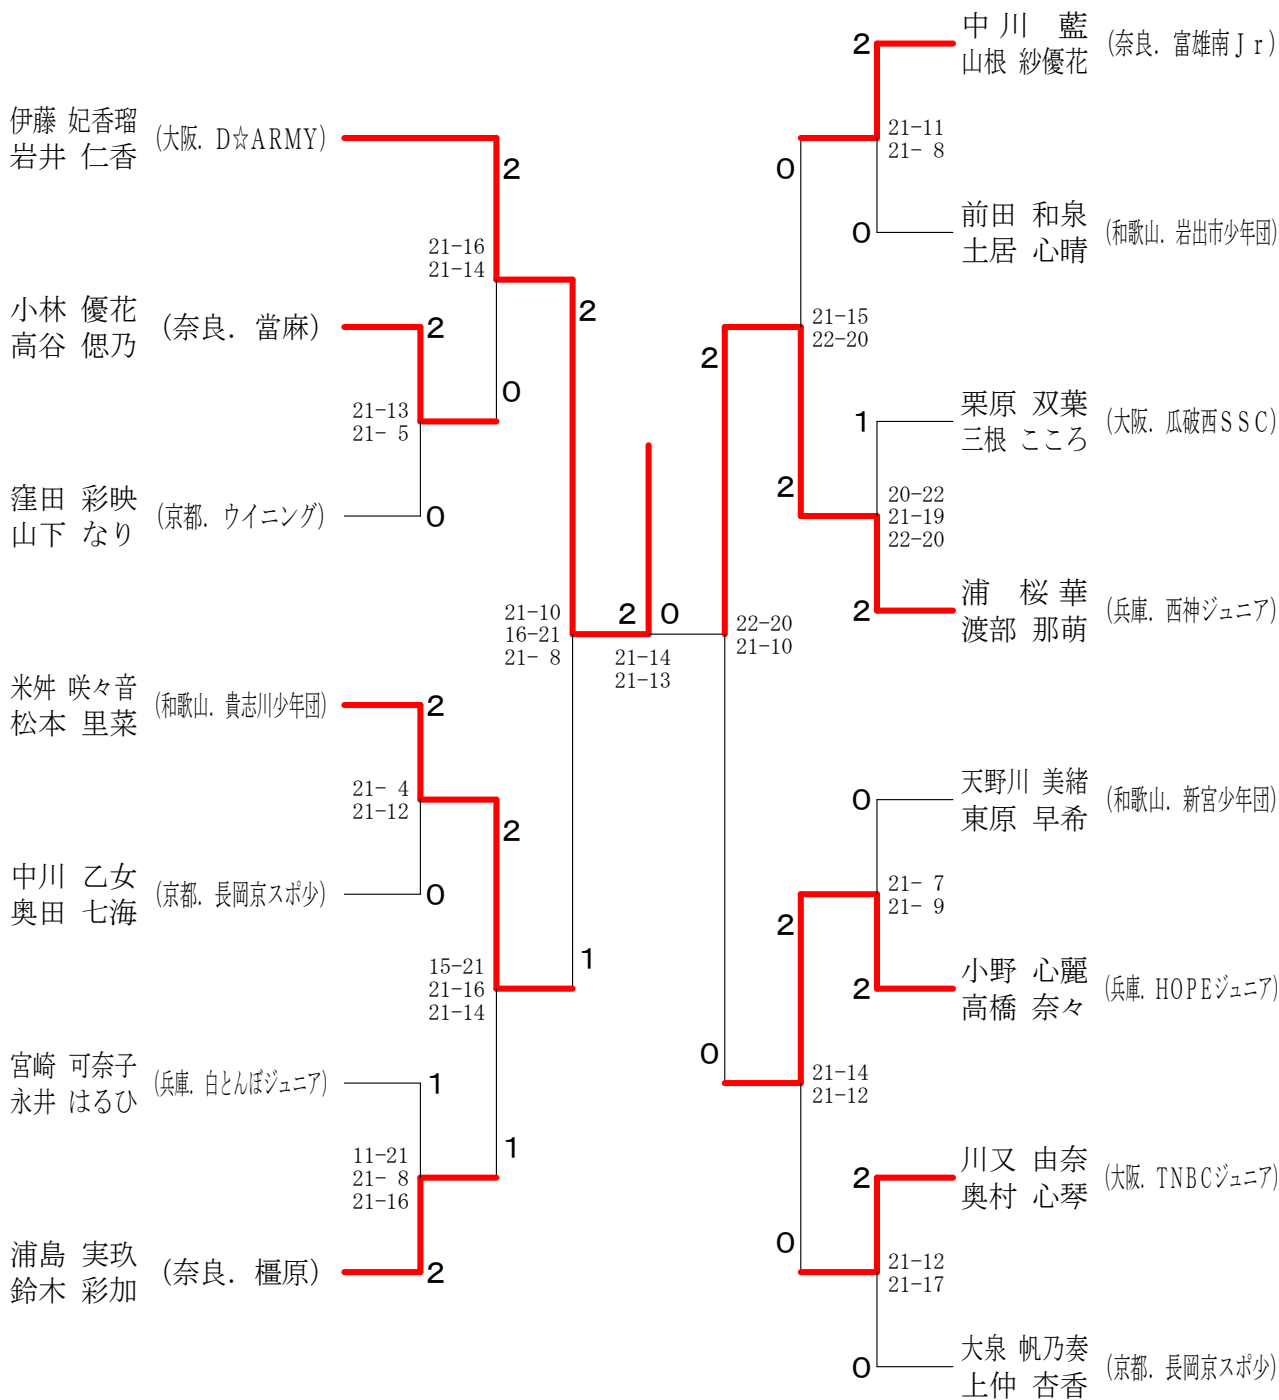 伊藤 妃香瑠
岩井 仁香
(大阪. D☆ARMY)
2
21-16
21-14
小林 優花
高谷 偲乃
(奈良. 當麻)
2
0
21-13
21- 5
窪田 彩映
山下 なり
(京都. ウイニング)
0
2
21-10
16-21
21- 8
米舛 咲々音
松本 里菜
(和歌山. 貴志川少年団)
2
21- 4
21-12
2
中川 乙女
奥田 七海
(京都. 長岡京スポ少)
0
15-21
21-16
21-14
1
宮崎 可奈子
永井 はるひ
(兵庫. 白とんぼジュニア)
1
11-21
21- 8
21-16
1
浦島 実玖
鈴木 彩加
(奈良. 橿原)
2
2 0
21-14
21-13
中川 藍
山根 紗優花
(奈良. 富雄南Jr)
2
21-11
21- 8
0
前田 和泉
土居 心晴
(和歌山. 岩出市少年団)
0
21-15
22-20
2
栗原 双葉
三根 こころ
(大阪. 瓜破西SSC)
1
20-22
21-19
22-20
2
浦 桜華
渡部 那萌
(兵庫. 西神ジュニア)
2
22-20
21-10
天野川 美緒
東原 早希
(和歌山. 新宮少年団)
0
21- 7
21- 9
2
小野 心麗
高橋 奈々
(兵庫. HOPEジュニア)
2
0
21-14
21-12
川又 由奈
奥村 心琴
(大阪. TNBCジュニア)
2
0
21-12
21-17
大泉 帆乃奏
上仲 杏香
(京都. 長岡京スポ少)
0